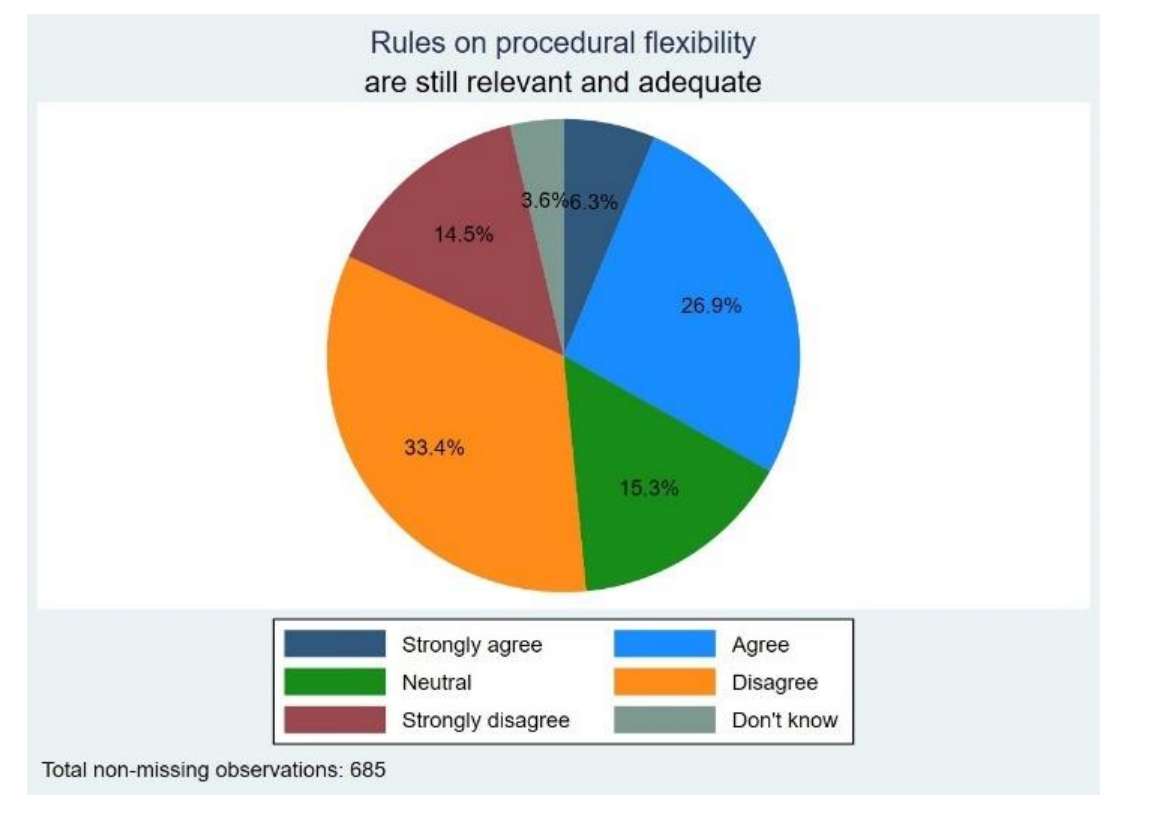 Rules on procedural flexibility
are still relevant and adequate
3.6%
6.3%
14.5%
26.9%
33.4%
15.3%
Strongly agree
Agree
Neutral
Disagree
Strongly disagree
Don't know
Total non-missing observations: 685